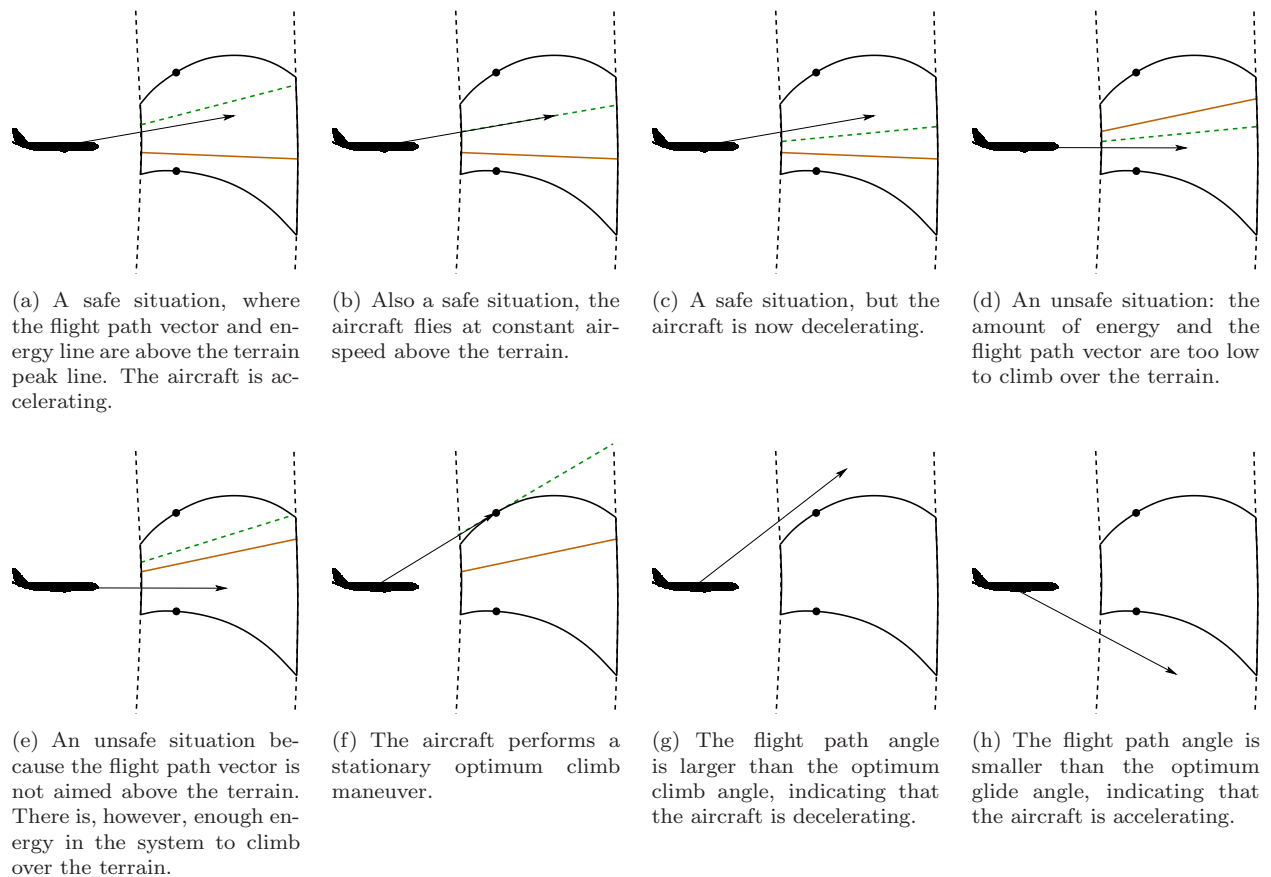 (a) A safe situation, where
the flight path vector and en-
ergy line are above the terrain
peak line. The aircraft is ac-
celerating.
(b) Also a safe situation, the
aircraft flies at constant air-
speed above the terrain.
(c) A safe situation, but the
aircraft is now decelerating.
(d) An unsafe situation: the
amount of energy and the
flight path vector are too low
to climb over the terrain.
(e) An unsafe situation be-
cause the flight path vector is
not aimed above the terrain.
There is, however, enough en-
ergy in the system to climb
over the terrain.
(f) The aircraft performs a
stationary optimum climb
maneuver.
(g) The flight path angle
is larger than the optimum
climb angle, indicating that
the aircraft is decelerating.
(h) The flight path angle is
smaller than the optimum
glide angle, indicating that
the aircraft is accelerating.